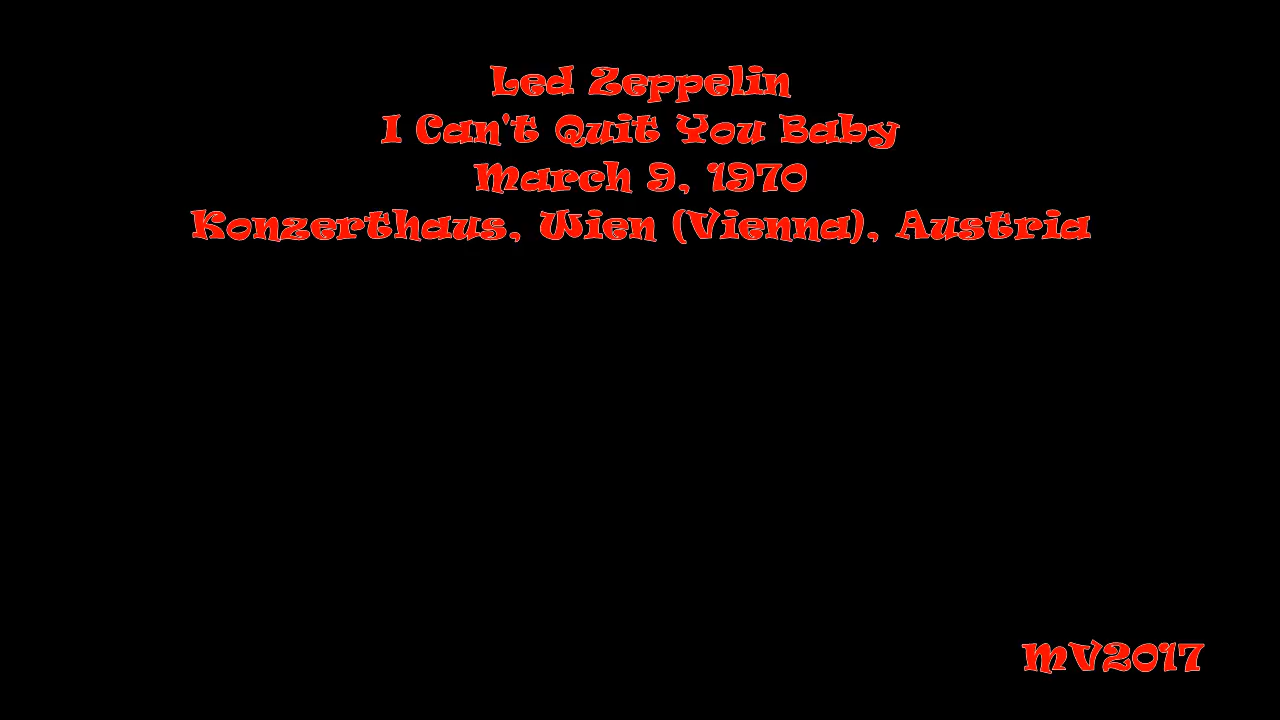 Led Zeppelin
I Can't Quit You Baby
March 9, 1970
Konzerthaus, Wien (Vienna), Austria
MV2017